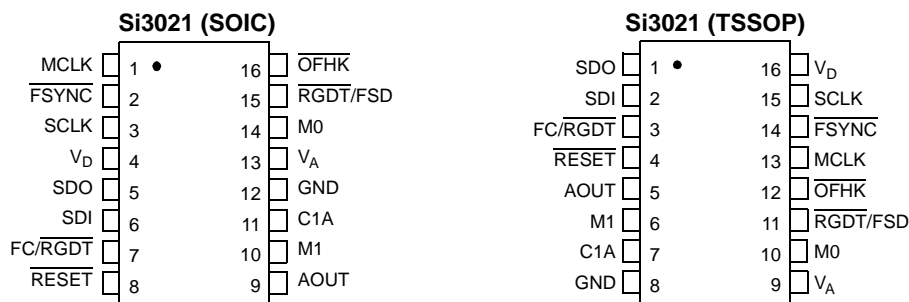 Si3021 (SOIC)
MCLK 1 16 OFHK
FSYNC 2 15 RGDT/FSD
SCLK 3 14 M0
VD 4 13 VA
SDO 5 12 GND
SDI 6 11 C1A
FC/RGDT 7 10 M1
RESET 8 9 AOUT
Si3021 (TSSOP)
SDO 1 16 VD
SDI 2 15 SCLK
FC/RGDT 3 14 FSYNC
RESET 4 13 MCLK
AOUT 5 12 OFHK
M1 6 11 RGDT/FSD
C1A 7 10 M0
GND 8 9 VA